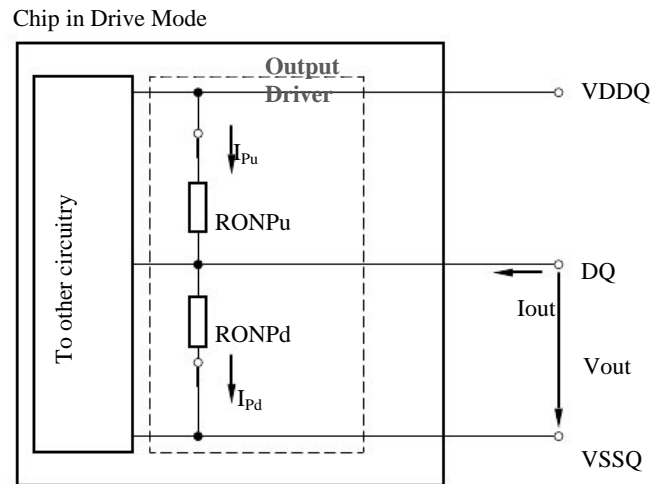 Chip in Drive Mode
Output
Driver
VDDQ
I_Pu
RONPu
To other circuitry
DQ
Iout
RONPd
Vout
I_Pd
VSSQ